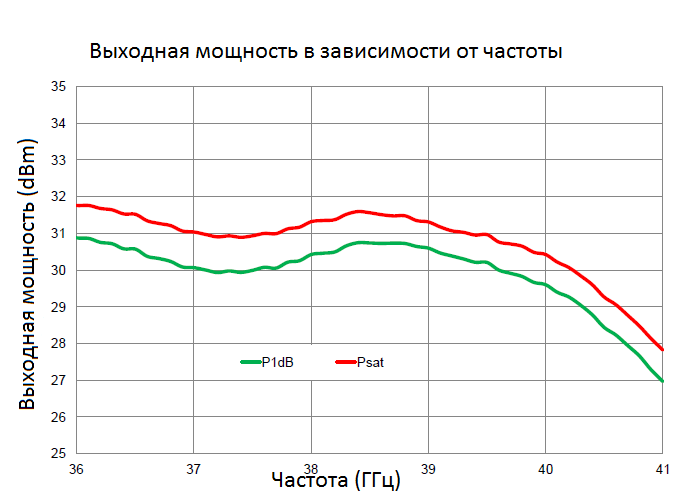 Выходная мощность в зависимости от частоты
Выходная мощность (dBm)
35
34
33
32
31
30
29
28
27
26
25
P1dB Psat
36 37 38 39 40 41
Частота (ГГц)